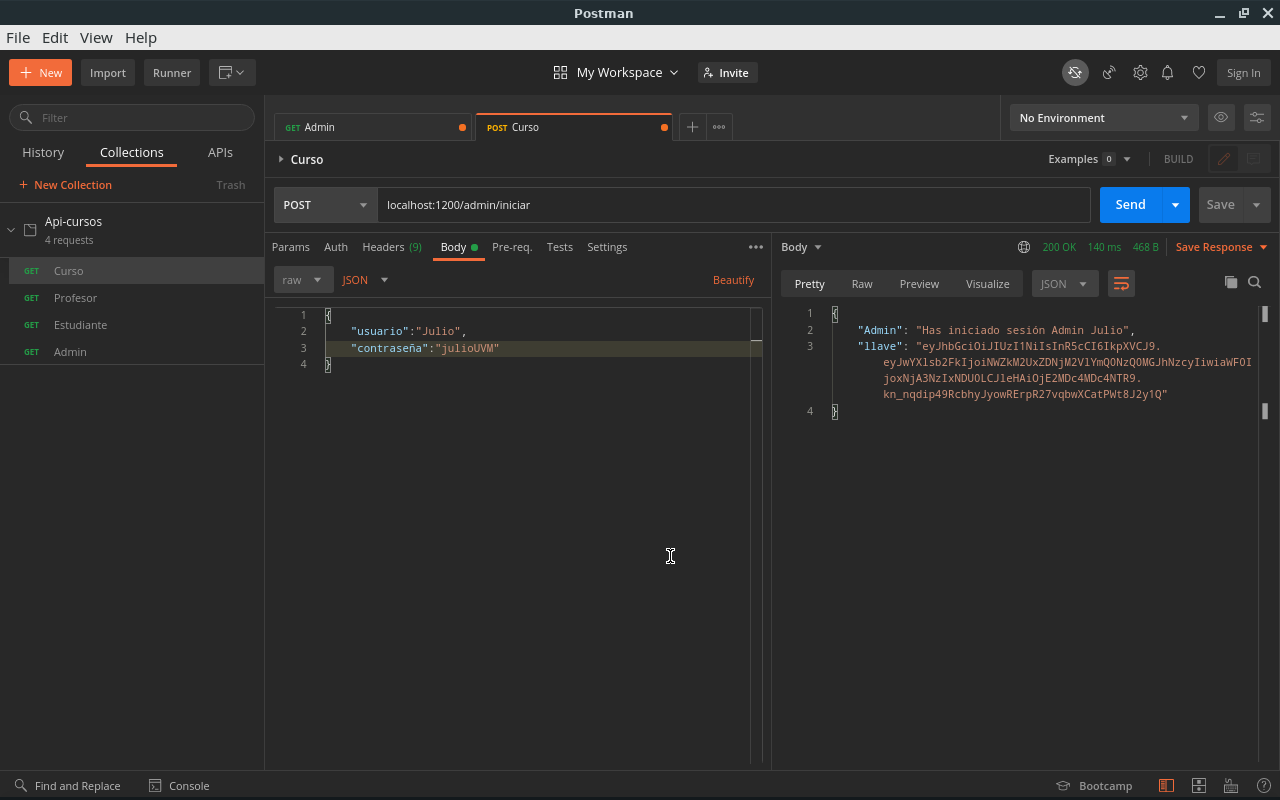 Postman
File Edit View Help
New Import Runner My Workspace Invite Sign In
Filter
History Collections APIs
New Collection Trash
Api-cursos
4 requests
GET Curso
GET Profesor
GET Estudiante
GET Admin
GET Admin POST Curso No Environment
Curso Examples 0 BUILD
POST localhost:1200/admin/iniciar Send Save
Params Auth Headers (9) Body Pre-req. Tests Settings
raw JSON Beautify
1 {
2 "usuario":"Julio",
3 "contraseña":"julioUVM"
4 }
Body 200 OK 140 ms 468 B Save Response
Pretty Raw Preview Visualize JSON
1 {
2 "Admin": "Has iniciado sesión Admin Julio",
3 "llave": "eyJhbGciOiJIUzI1NiIsInR5cCI6IkpXVCJ9.
eyJwYXlsb2FkIjoiNWZkM2UxZDNjM2V1YmQ0NzQ0MGJhNzcyIiwiaWF0I
joxNjA3NzIxNDU0LCJleHAiOjE2MDc4MDc4NTR9.
kn_nqdip49RcbhyJyowRErpR27vqbwXCatPWt8J2y1Q"
4 }
Find and Replace Console Bootcamp